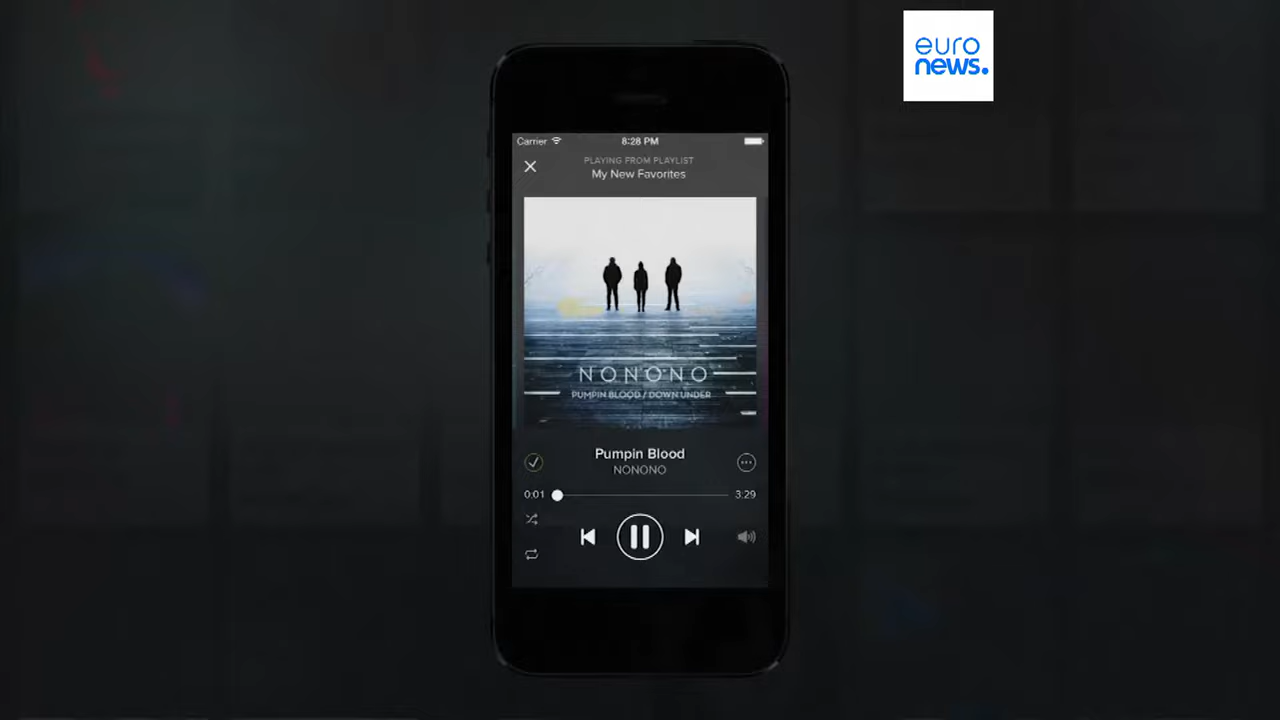 euro
news.
Carrier
8:28 PM
PLAYING FROM PLAYLIST
My New Favorites
NONONO
PUMPIN BLOOD / DOWN UNDER
Pumpin Blood
NONONO
0:01
3:29